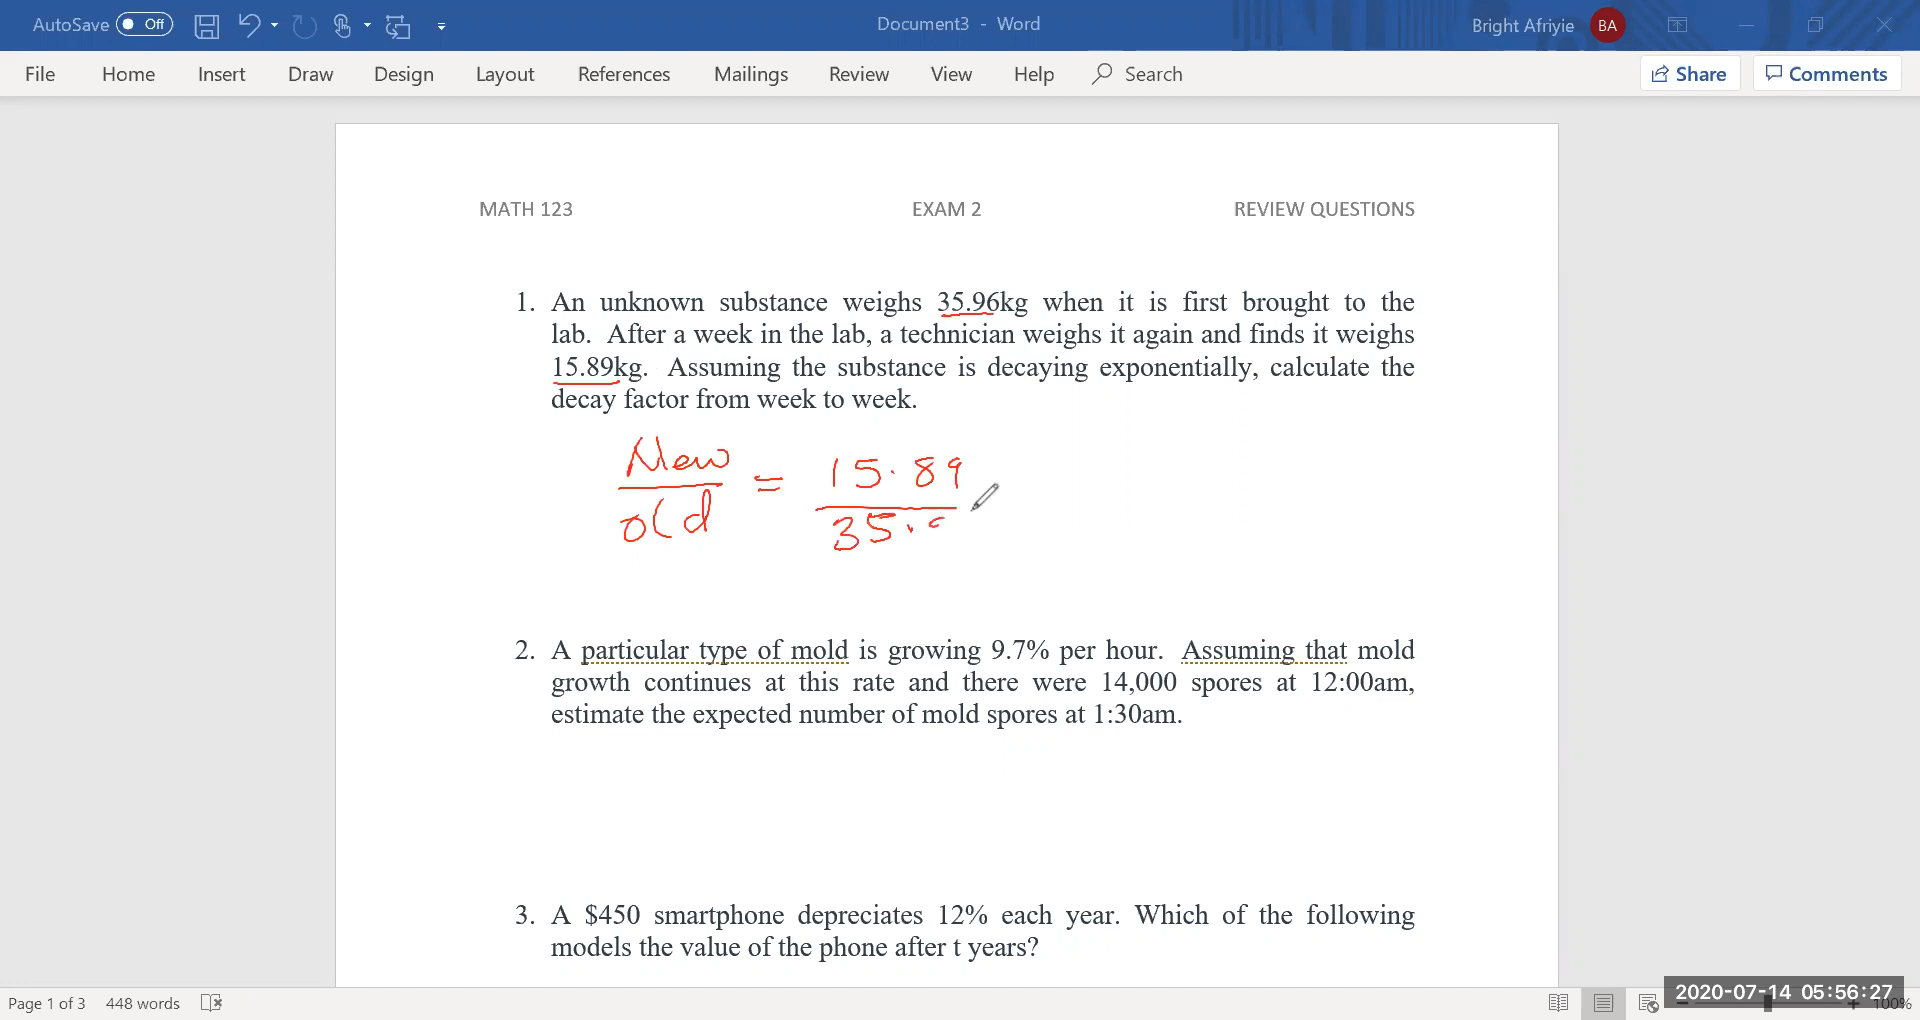 AutoSave Off Document3 - Word Bright Afriyie BA
File Home Insert Draw Design Layout References Mailings Review View Help Search Share Comments
MATH 123 EXAM 2 REVIEW QUESTIONS
1. An unknown substance weighs 35.96kg when it is first brought to the
lab. After a week in the lab, a technician weighs it again and finds it weighs
15.89kg. Assuming the substance is decaying exponentially, calculate the
decay factor from week to week.
New = 15.89
old 35.
2. A particular type of mold is growing 9.7% per hour. Assuming that mold
growth continues at this rate and there were 14,000 spores at 12:00am,
estimate the expected number of mold spores at 1:30am.
3. A $450 smartphone depreciates 12% each year. Which of the following
models the value of the phone after t years?
Page 1 of 3 448 words 2020-07-14 05:56:27 100%